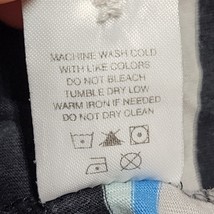 MACHINE WASH COLD
WITH LIKE COLORS
DO NOT BLEACH
TUMBLE DRY LOW
WARM IRON IF NEEDED
DO NOT DRY CLEAN